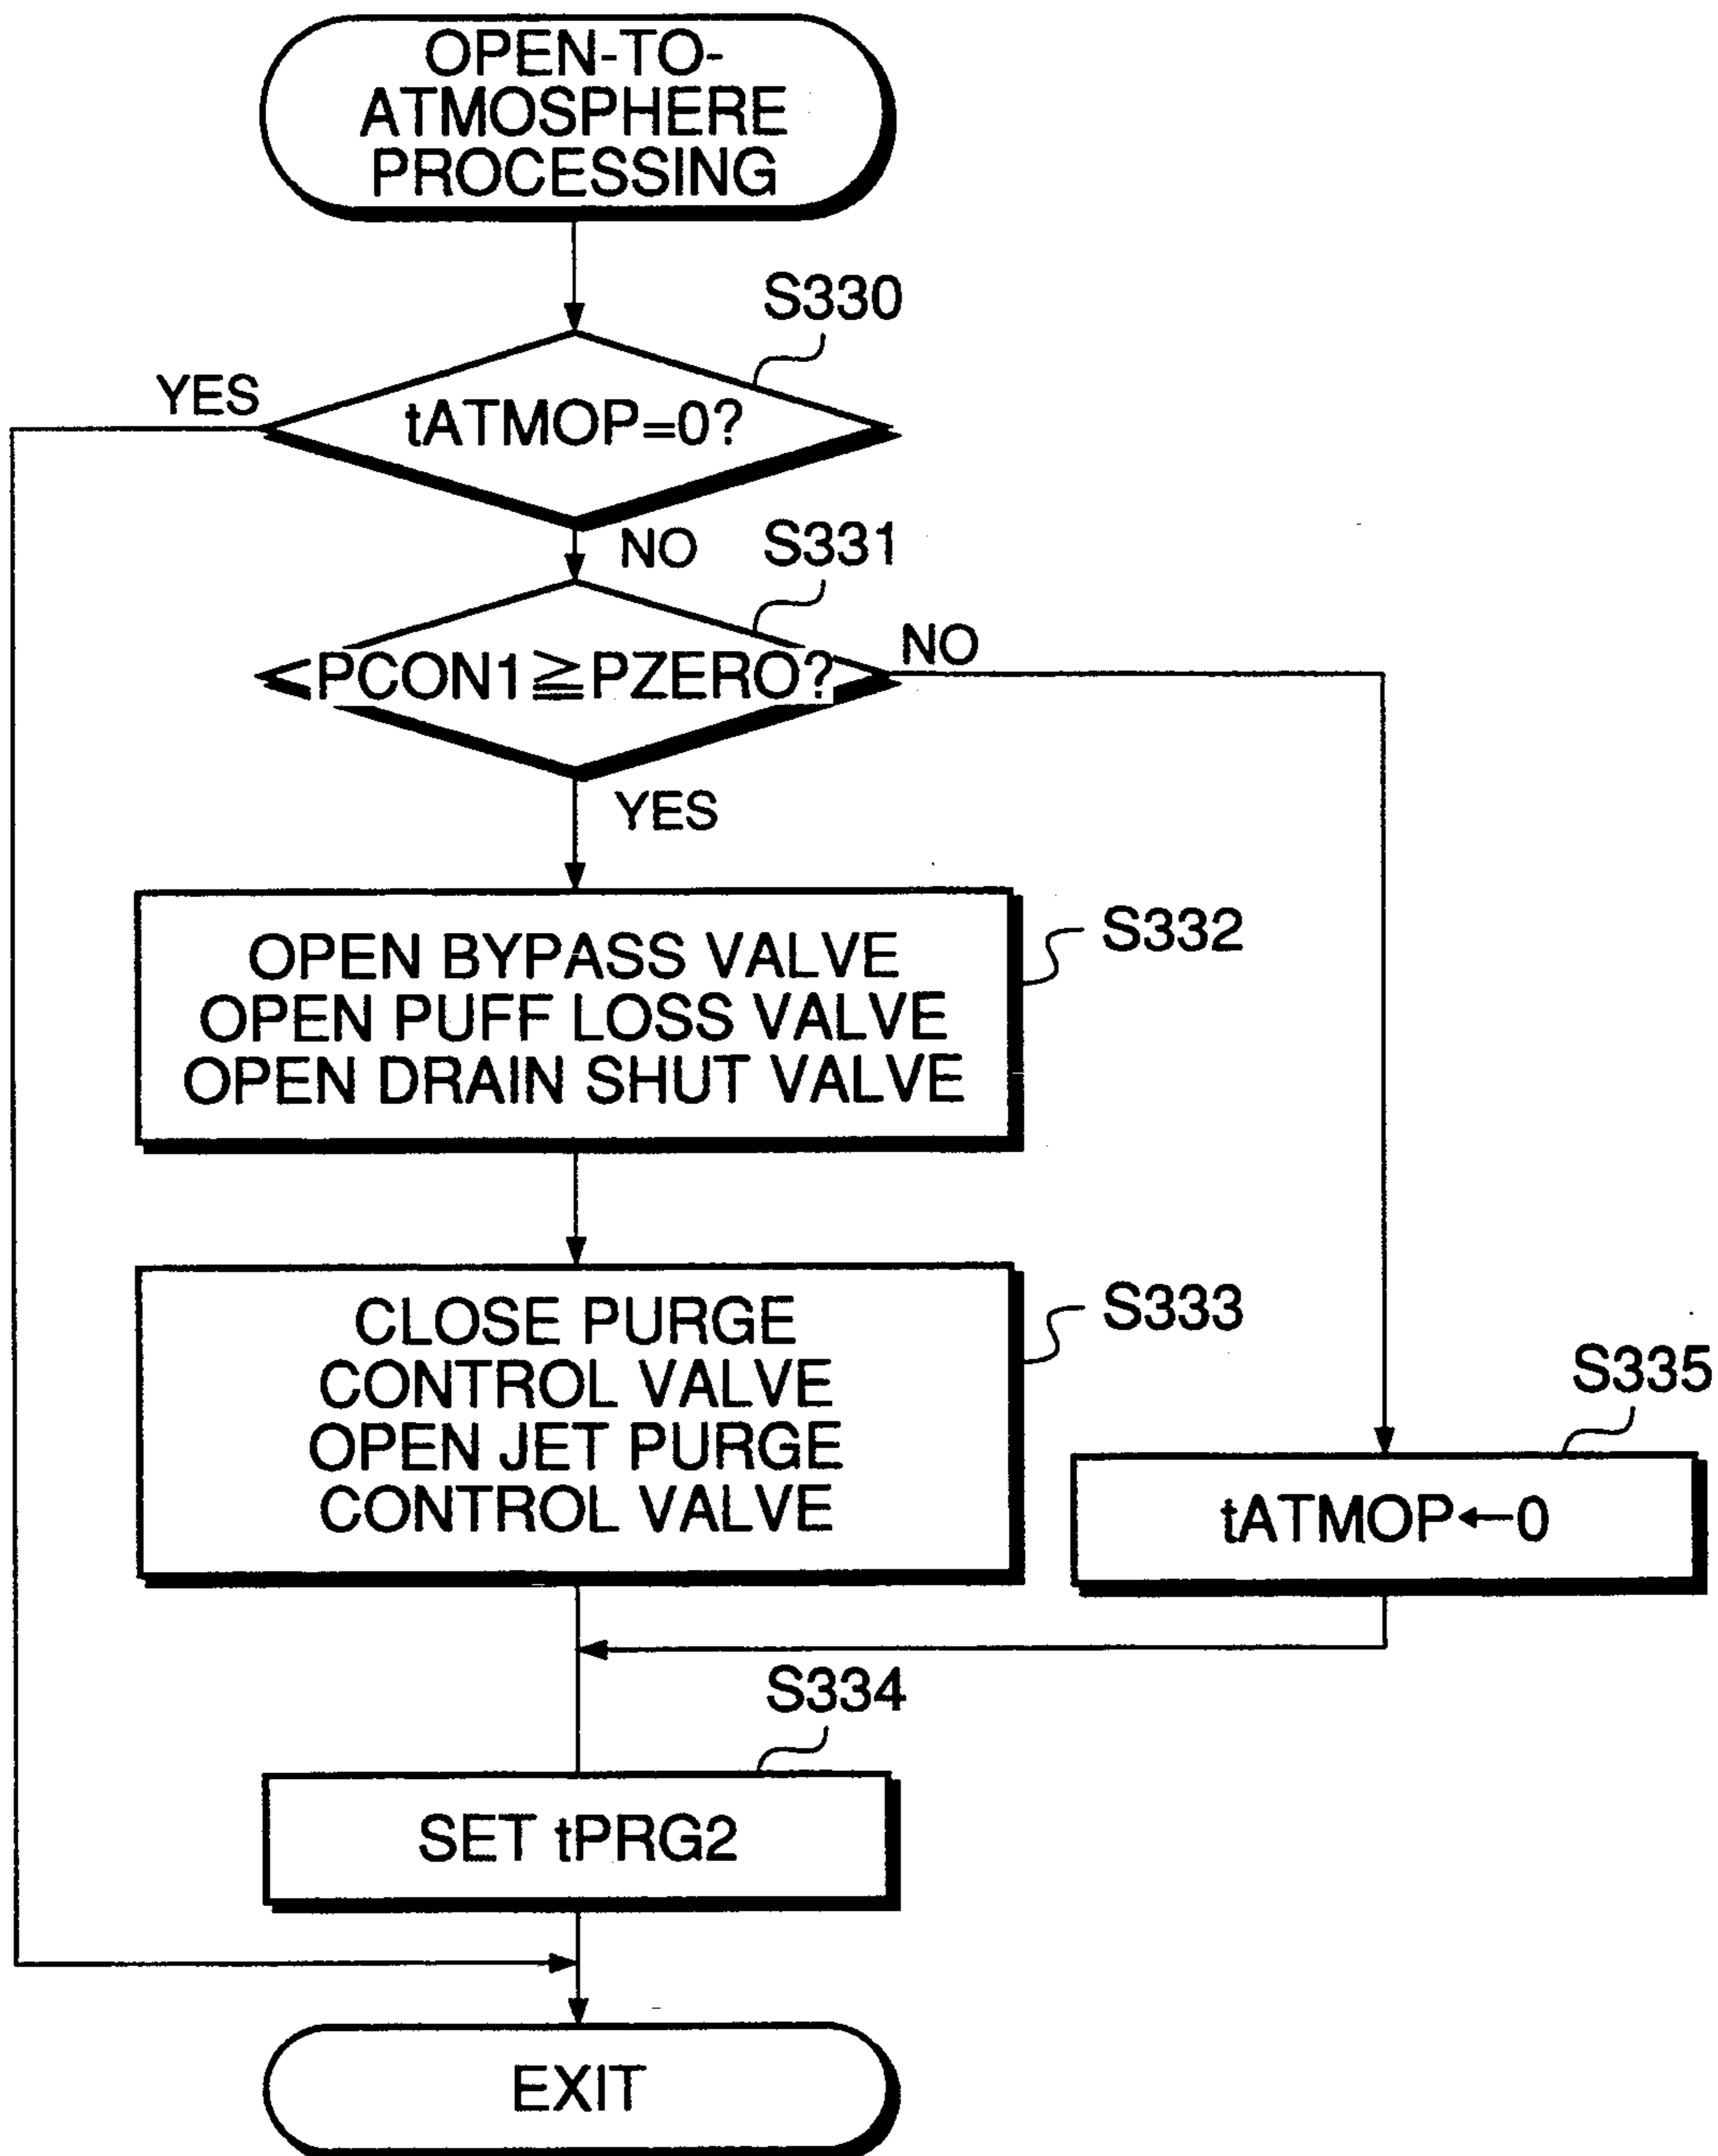 OPEN-TO-
ATMOSPHERE
PROCESSING
S330
YES
tATMOP=0?
NO
S331
PCON1≧PZERO?
NO
YES
OPEN BYPASS VALVE
OPEN PUFF LOSS VALVE
OPEN DRAIN SHUT VALVE
S332
CLOSE PURGE
CONTROL VALVE
OPEN JET PURGE
CONTROL VALVE
S333
S335
tATMOP←0
S334
SET tPRG2
EXIT